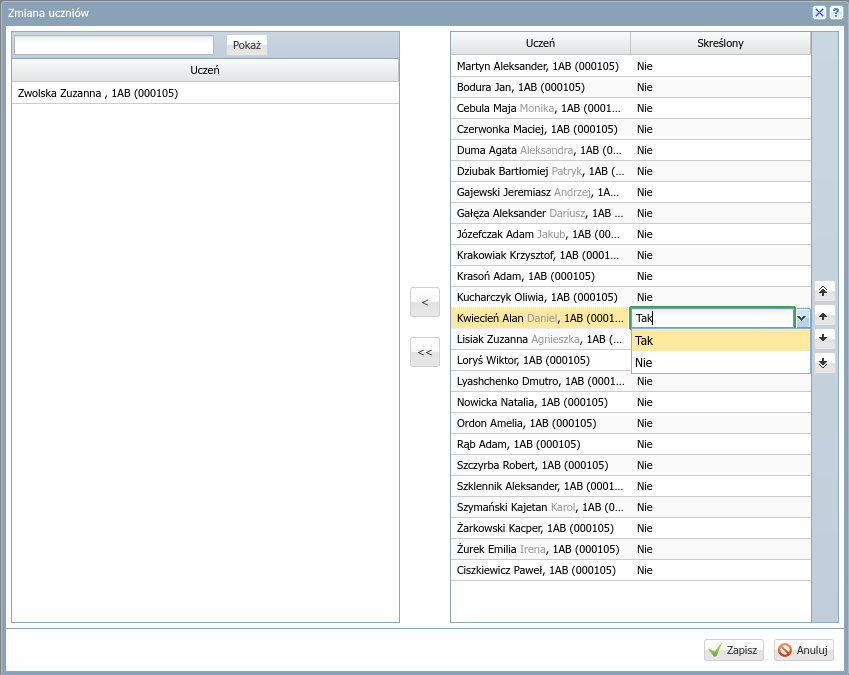 Zmiana uczniów
Pokaż
Uczeń
Zwolska Zuzanna , 1AB (000105)
<
<<
Uczeń Skreślony
Martyn Aleksander, 1AB (000105) Nie
Bodura Jan, 1AB (000105) Nie
Cebula Maja Monika, 1AB (0001... Nie
Czerwonka Maciej, 1AB (000105) Nie
Duma Agata Aleksandra, 1AB (0... Nie
Dziubak Bartłomiej Patryk, 1AB (... Nie
Gajewski Jeremiasz Andrzej, 1A... Nie
Gałęza Aleksander Dariusz, 1AB ... Nie
Józefczak Adam Jakub, 1AB (00... Nie
Krakowiak Krzysztof, 1AB (0001... Nie
Krasoń Adam, 1AB (000105) Nie
Kucharczyk Oliwia, 1AB (000105) Nie
Kwiecień Alan Daniel, 1AB (0001... Tak
Lisiak Zuzanna Agnieszka, 1AB (... Tak
Loryś Wiktor, 1AB (000105) Nie
Lyashchenko Dmutro, 1AB (0001... Nie
Nowicka Natalia, 1AB (000105) Nie
Ordon Amelia, 1AB (000105) Nie
Rąb Adam, 1AB (000105) Nie
Szczyrba Robert, 1AB (000105) Nie
Szklennik Aleksander, 1AB (0001... Nie
Szymański Kajetan Karol, 1AB (0... Nie
Żarkowski Kacper, 1AB (000105) Nie
Żurek Emilia Irena, 1AB (000105) Nie
Ciszkiewicz Paweł, 1AB (000105) Nie
Zapisz Anuluj